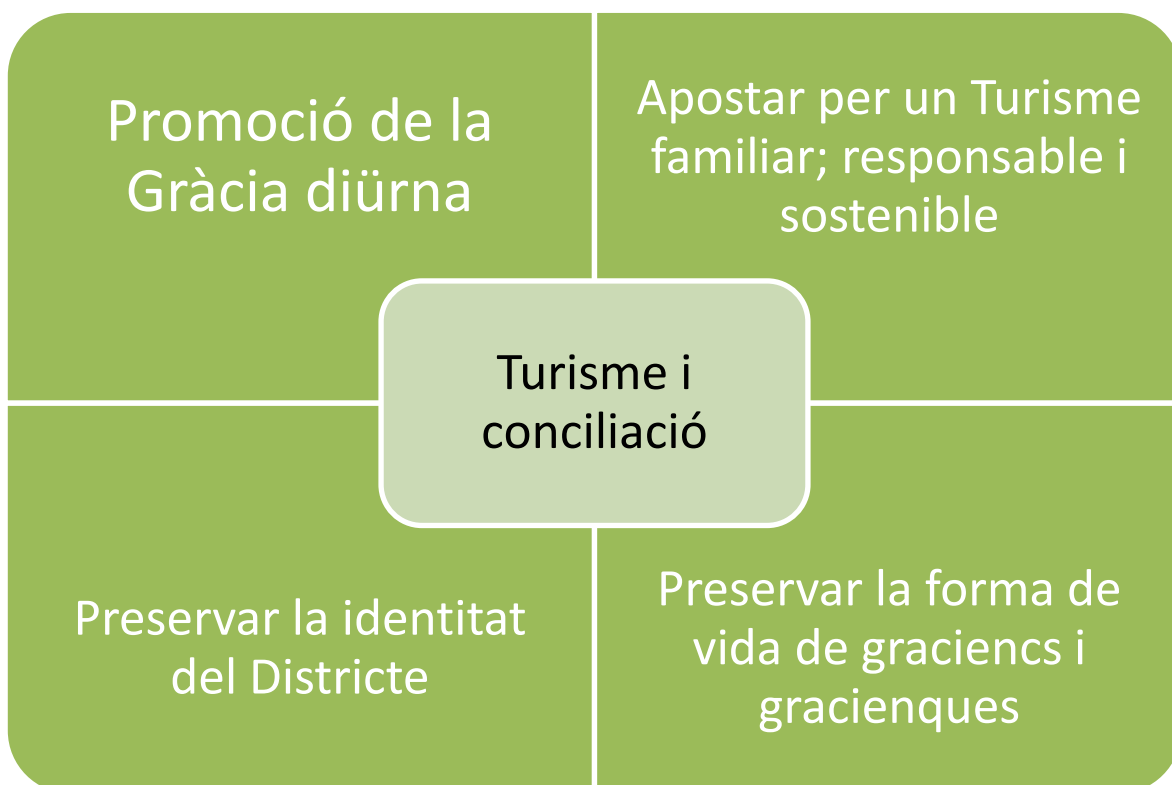 Promoció de la
Gràcia diürna
Apostar per un Turisme
familiar; responsable i
sostenible
Turisme i
conciliació
Preservar la identitat
del Districte
Preservar la forma de
vida de graciencs i
gracienques